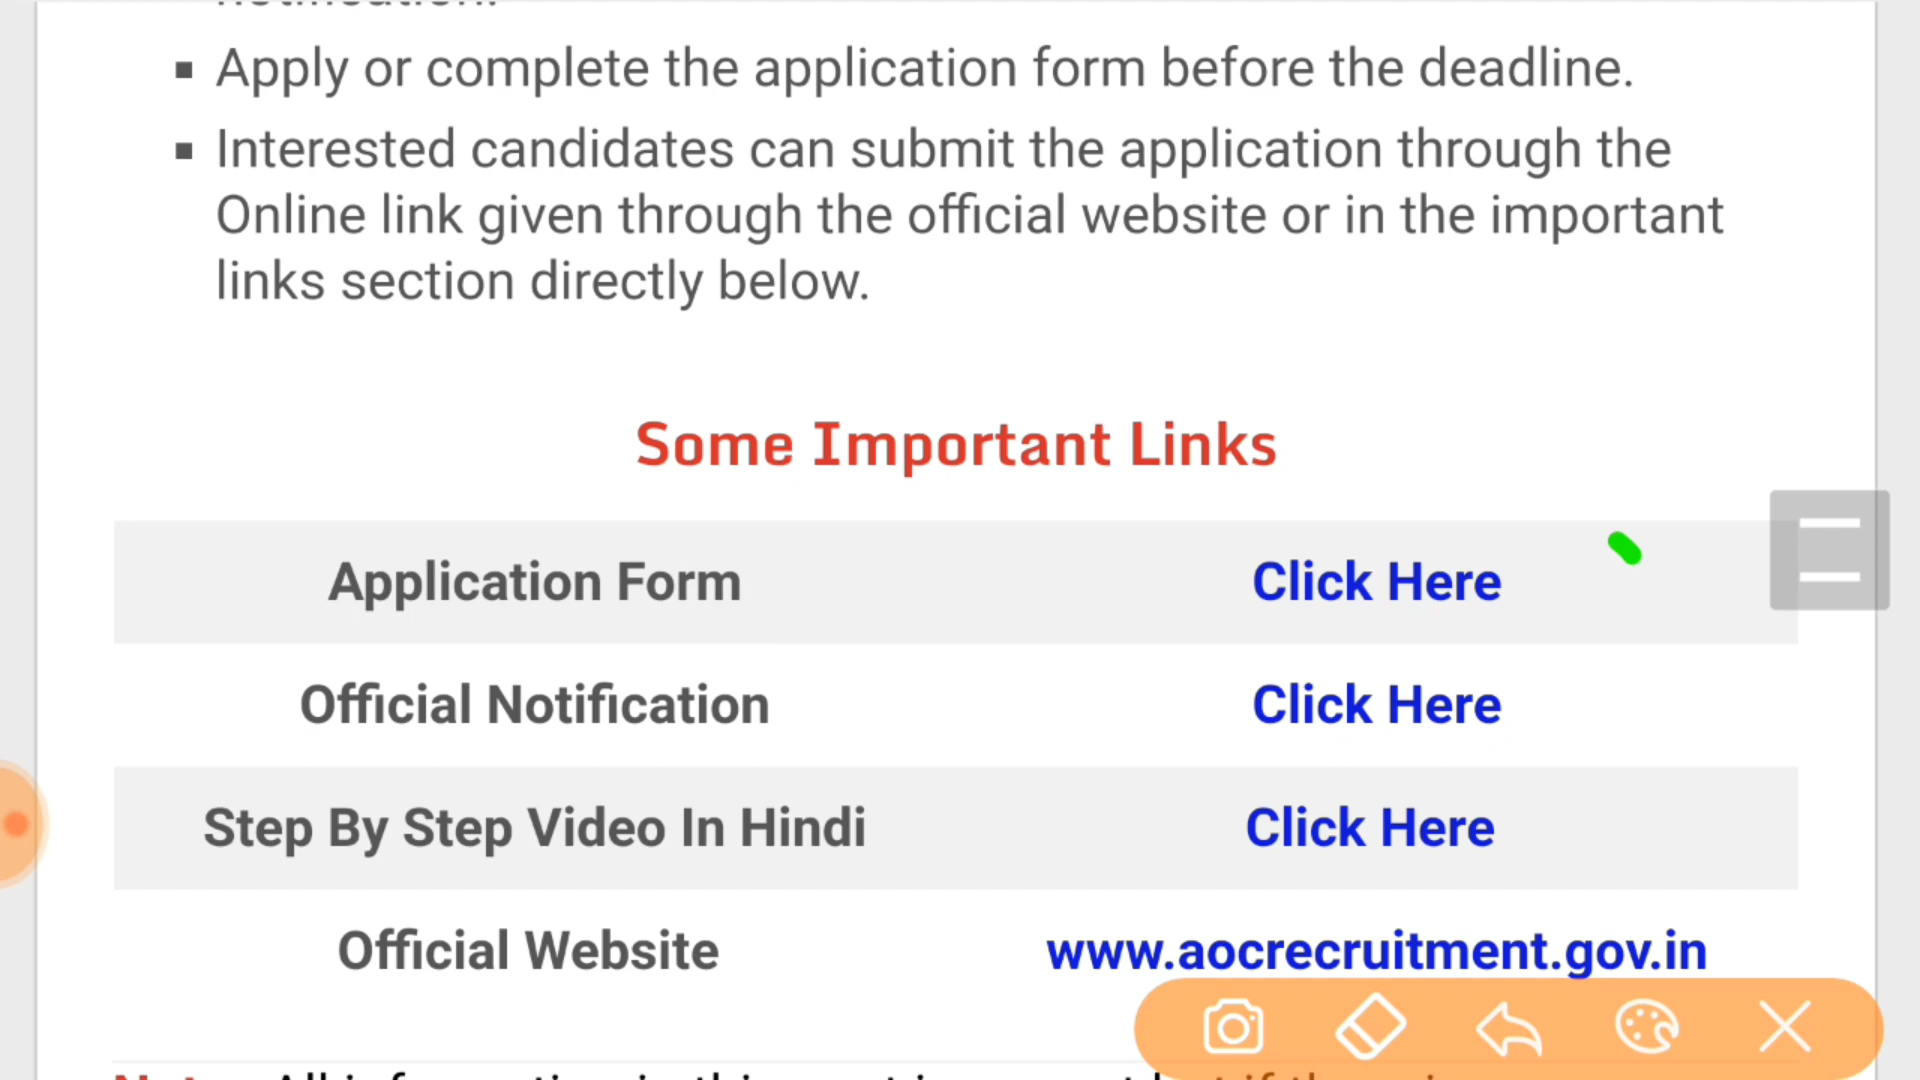 notification.
Apply or complete the application form before the deadline.
Interested candidates can submit the application through the
Online link given through the official website or in the important
links section directly below.
Some Important Links
Application Form Click Here
Official Notification Click Here
Step By Step Video In Hindi Click Here
Official Website www.aocrecruitment.gov.in